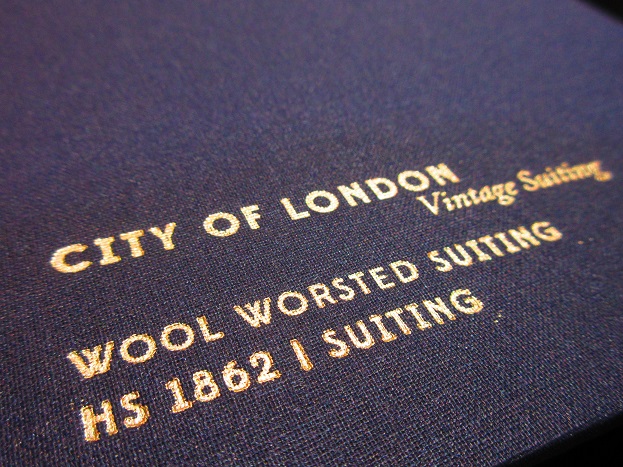 CITY OF LONDON
Vintage Suiting
WOOL WORSTED SUITING
HS 1862 | SUITING